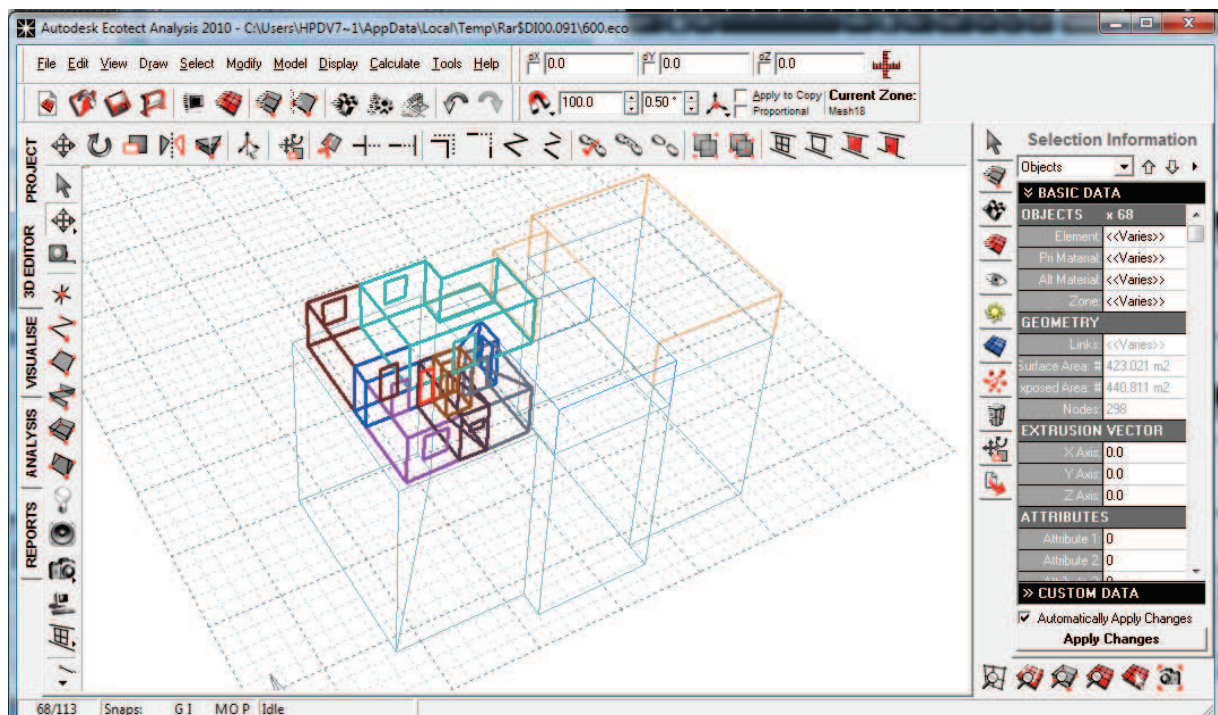 Autodesk Ecotect Analysis 2010 - C:\Users\HPDV7~1\AppData\Local\Temp\Rar$DI00.091\600.eco
File Edit View Draw Select Modify Model Display Calculate Tools Help
dX 0.0 dY 0.0 dZ 0.0
100.0 0.50 °
Apply to Copy
Proportional
Current Zone:
Mesh18
PROJECT
3D EDITOR
VISUALISE
ANALYSIS
REPORTS
Selection Information
Objects
BASIC DATA
OBJECTS x 68
Element: <<Varies>>
Pri Material: <<Varies>>
Alt Material: <<Varies>>
Zone: <<Varies>>
GEOMETRY
Links: <<Varies>>
Surface Area: # 423.021 m2
xposed Area: # 440.811 m2
Nodes: 298
EXTRUSION VECTOR
X Axis: 0.0
Y Axis: 0.0
Z Axis: 0.0
ATTRIBUTES
Attribute 1: 0
Attribute 2: 0
CUSTOM DATA
Automatically Apply Changes
Apply Changes
68/113 Snaps: G I M O P Idle